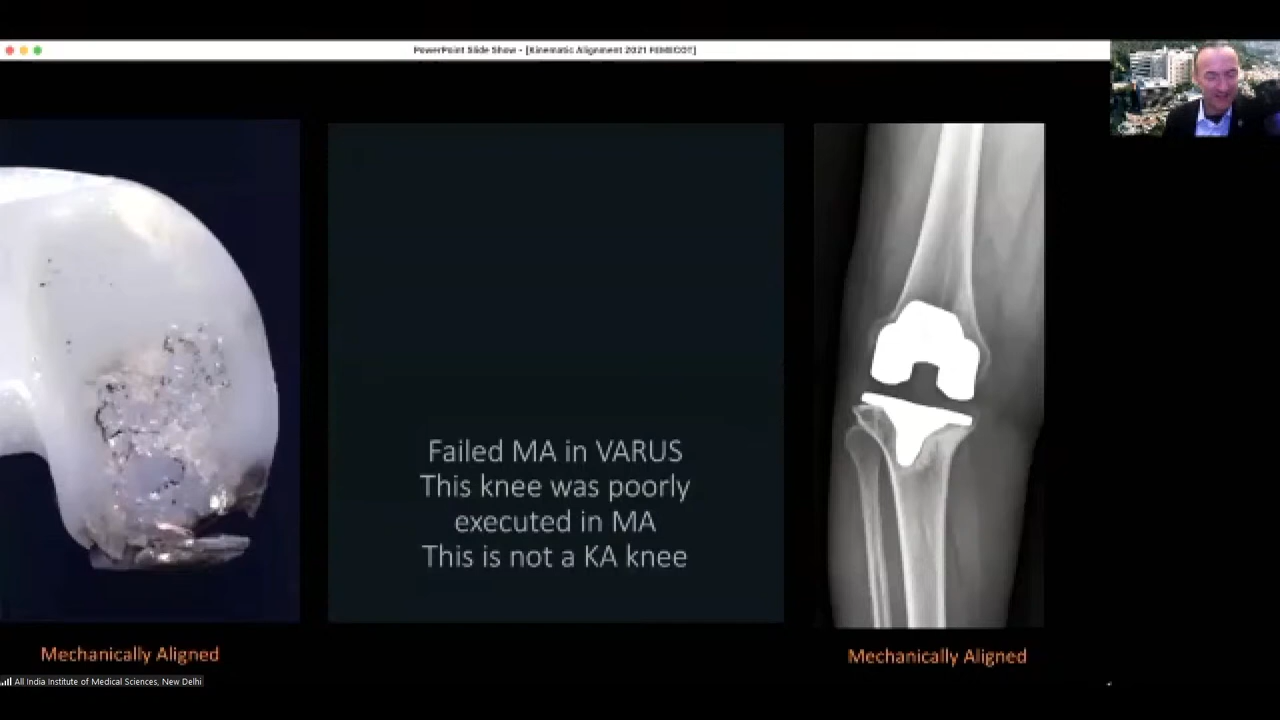 PowerPoint Slide Show - [Kinematic Alignment 2021 FEMECOT]
Failed MA in VARUS
This knee was poorly
executed in MA
This is not a KA knee
Mechanically Aligned
Mechanically Aligned
All India Institute of Medical Sciences, New Delhi